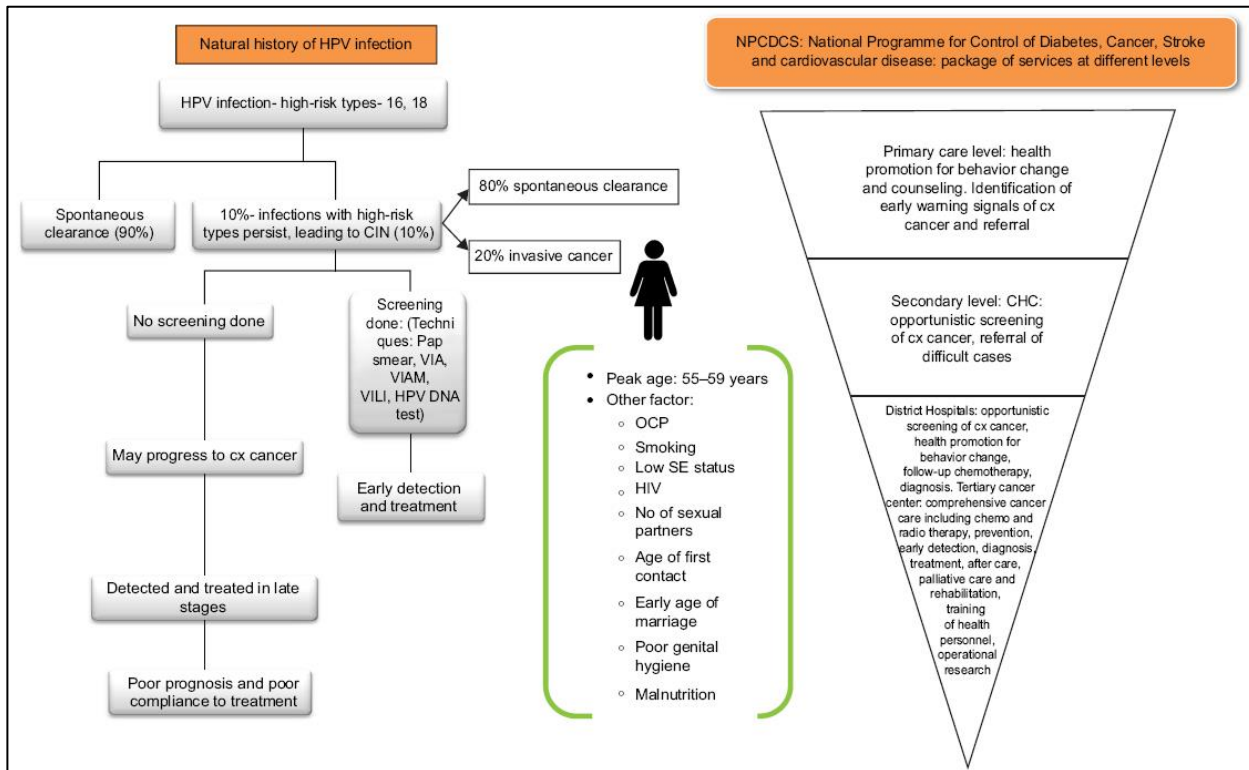 Natural history of HPV infection
HPV infection- high-risk types- 16, 18
Spontaneous
clearance (90%)
10%- infections with high-risk
types persist, leading to CIN (10%)
80% spontaneous clearance
20% invasive cancer
No screening done
Screening
done: (Techni
ques: Pap
smear, VIA,
VIAM,
VILI, HPV DNA
test)
May progress to cx cancer
Early detection
and treatment
Detected and treated in late
stages
Poor prognosis and poor
compliance to treatment
• Peak age: 55–59 years
• Other factor:
○ OCP
○ Smoking
○ Low SE status
○ HIV
○ No of sexual
partners
○ Age of first
contact
○ Early age of
marriage
○ Poor genital
hygiene
○ Malnutrition
NPCDCS: National Programme for Control of Diabetes, Cancer, Stroke
and cardiovascular disease: package of services at different levels
Primary care level: health
promotion for behavior change
and counseling. Identification of
early warning signals of cx
cancer and referral
Secondary level: CHC:
opportunistic screening
of cx cancer, referral of
difficult cases
District Hospitals: opportunistic
screening of cx cancer,
health promotion for
behavior change,
follow-up chemotherapy,
diagnosis. Tertiary cancer
center: comprehensive cancer
care including chemo and
radio therapy, prevention,
early detection, diagnosis,
treatment, after care,
palliative care and
rehabilitation,
training
of health
personnel,
operational
research